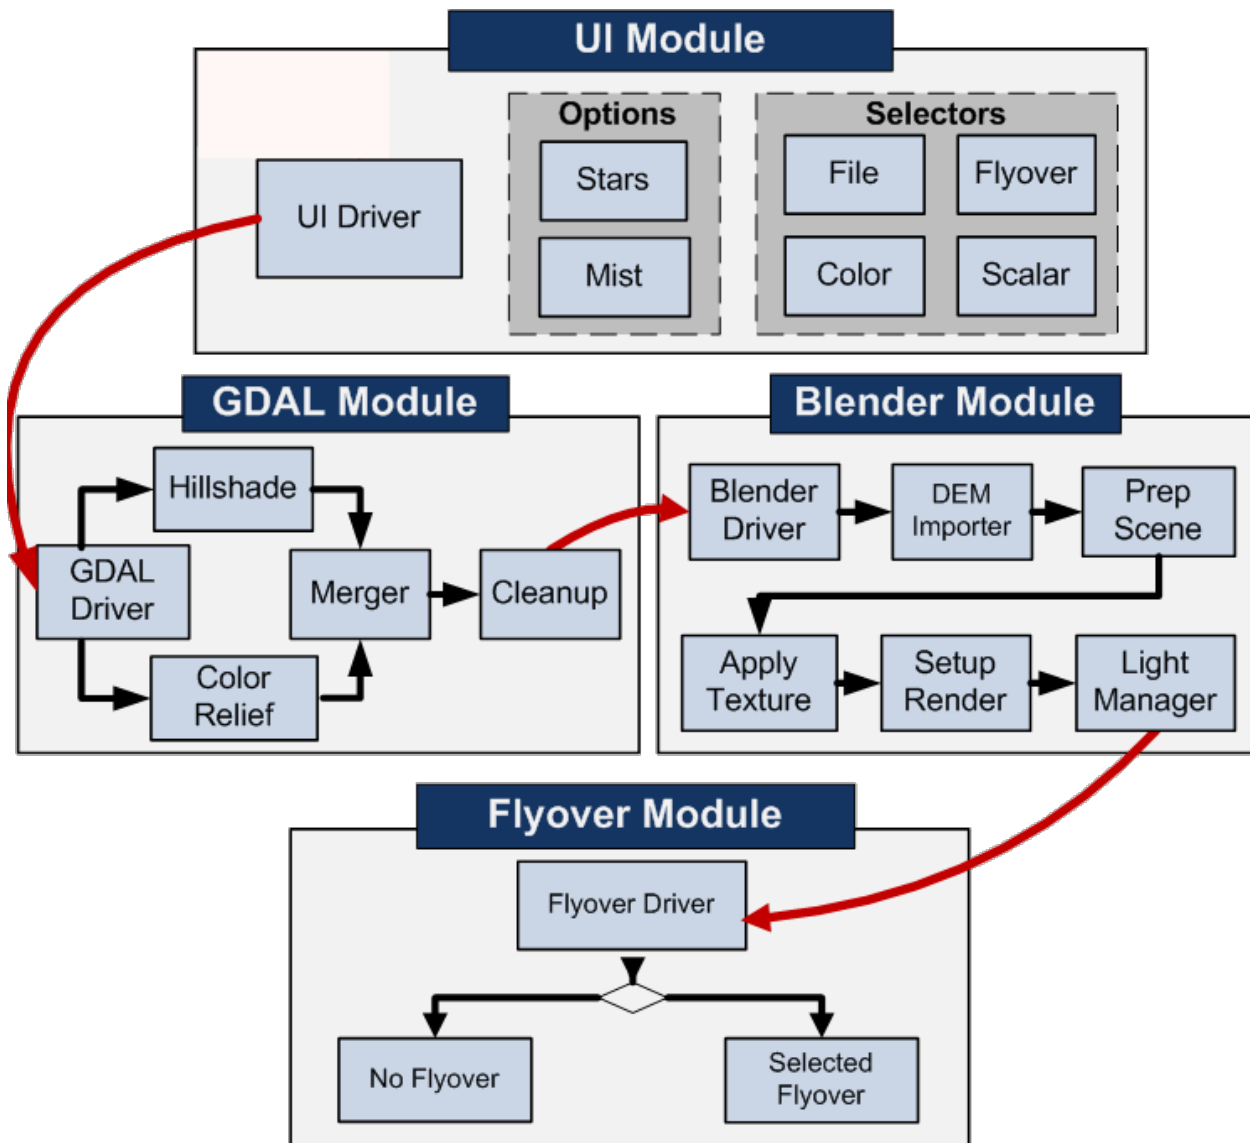 UI Module
Options
Selectors
Stars
File
Flyover
UI Driver
Mist
Color
Scalar
GDAL Module
Blender Module
Hillshade
Blender
Driver
DEM
Importer
Prep
Scene
GDAL
Driver
Merger
Cleanup
Color
Relief
Apply
Texture
Setup
Render
Light
Manager
Flyover Module
Flyover Driver
No Flyover
Selected
Flyover